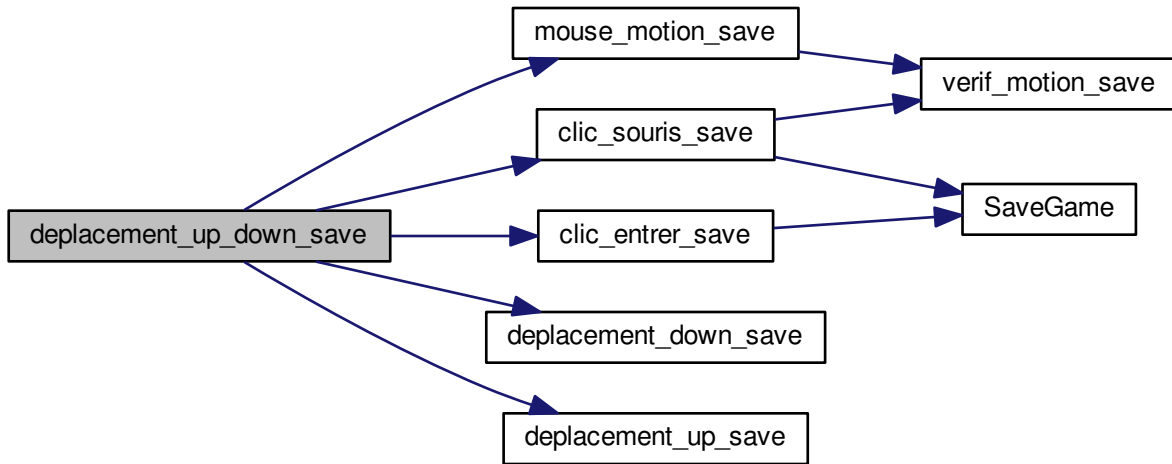 mouse_motion_save
verif_motion_save
clic_souris_save
SaveGame
deplacement_up_down_save
clic_entrer_save
deplacement_down_save
deplacement_up_save